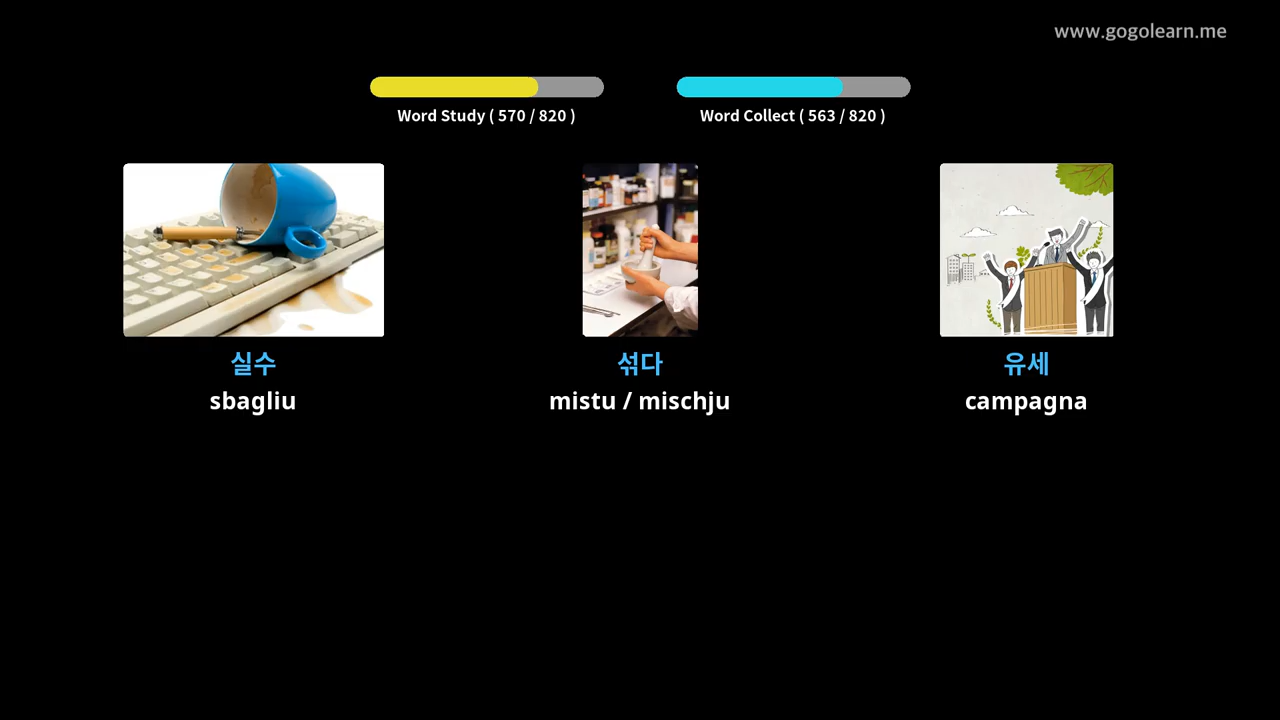 www.gogolearn.me
Word Study ( 570 / 820 )
Word Collect ( 563 / 820 )
실수
sbagliu
섞다
mistu / mischju
유세
campagna